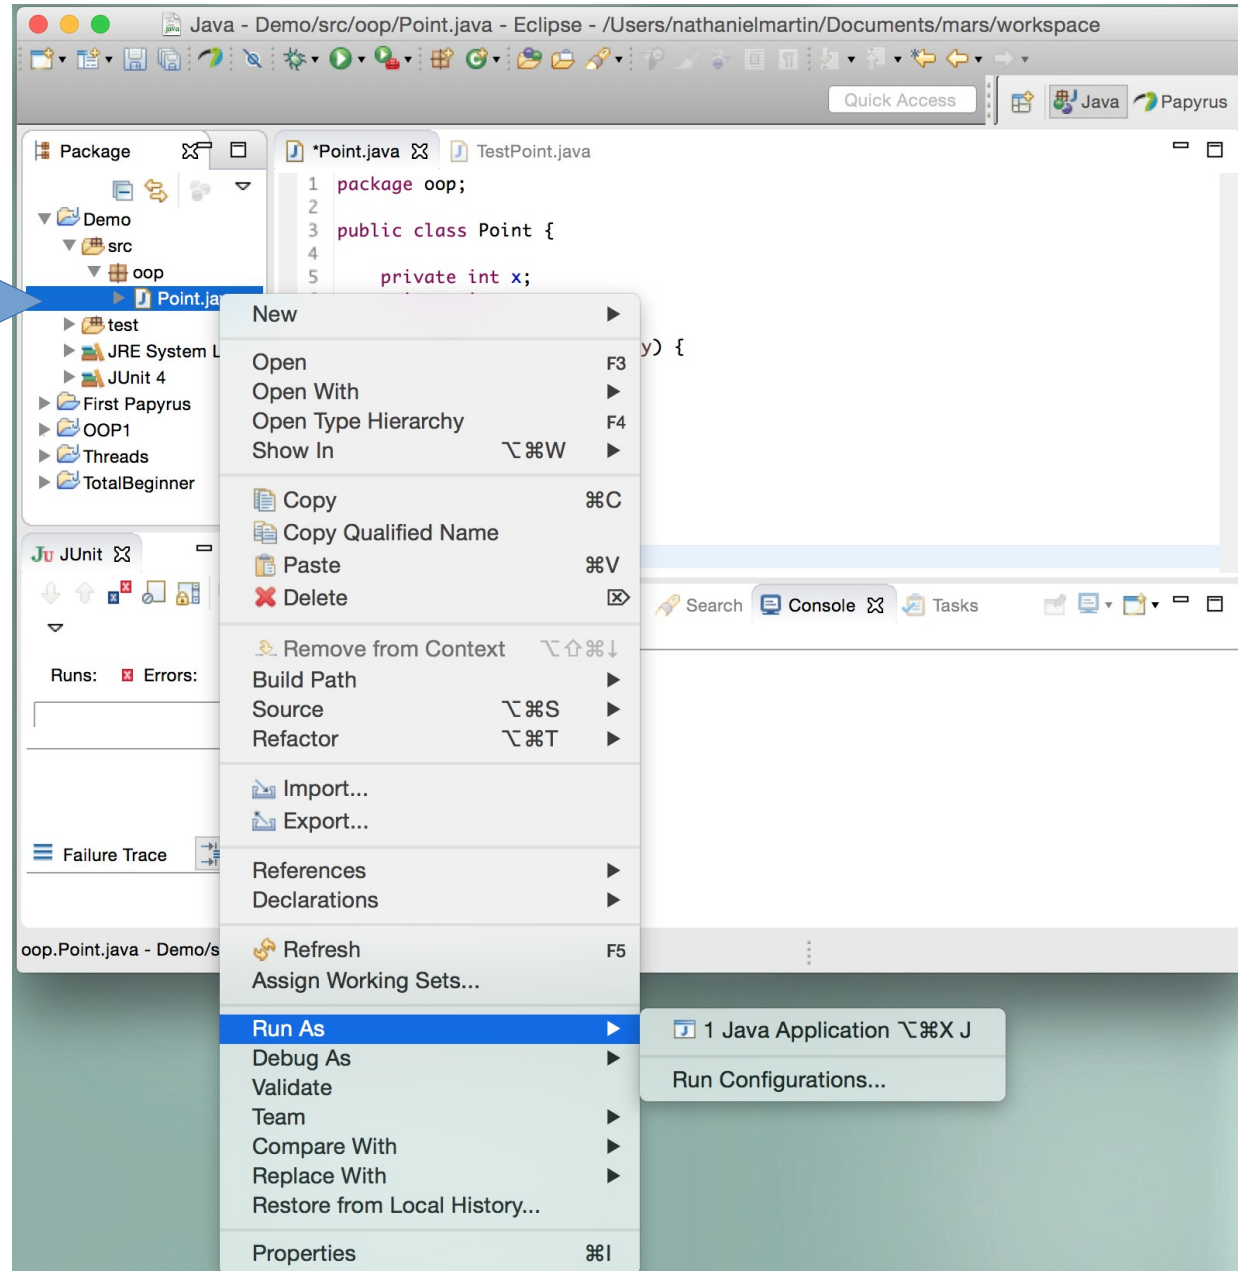 Java - Demo/src/oop/Point.java - Eclipse - /Users/nathanielmartin/Documents/mars/workspace
Quick Access
Java
Papyrus
Package
*Point.java
TestPoint.java
1 package oop;
2
3 public class Point {
4
5 private int x;
y) {
Demo
src
oop
Point.ja
test
JRE System L
JUnit 4
First Papyrus
OOP1
Threads
TotalBeginner
JU JUnit
Runs:
Errors:
Failure Trace
oop.Point.java - Demo/s
Search
Console
Tasks
New
Open F3
Open With
Open Type Hierarchy F4
Show In ⌥⌘W
Copy ⌘C
Copy Qualified Name
Paste ⌘V
Delete ⌦
Remove from Context ⌥⇧⌘↓
Build Path
Source ⌥⌘S
Refactor ⌥⌘T
Import...
Export...
References
Declarations
Refresh F5
Assign Working Sets...
Run As
Debug As
Validate
Team
Compare With
Replace With
Restore from Local History...
Properties ⌘I
1 Java Application ⌥⌘X J
Run Configurations...